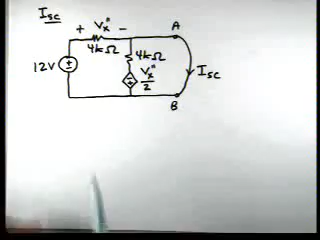 Isc
+ Vx" -
4kΩ
A
4kΩ
12V
±
Vx"
2
Isc
B